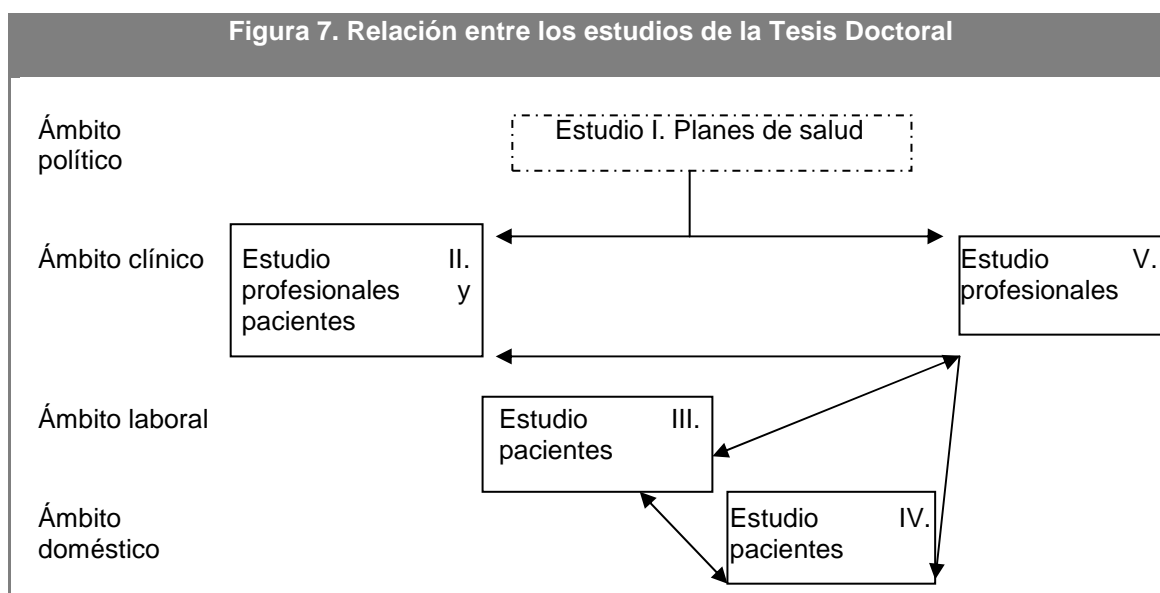 Figura 7. Relación entre los estudios de la Tesis Doctoral
Ámbito
político
Estudio I. Planes de salud
Ámbito clínico
Estudio II.
profesionales y
pacientes
Estudio V.
profesionales
Ámbito laboral
Estudio III.
pacientes
Ámbito
doméstico
Estudio IV.
pacientes